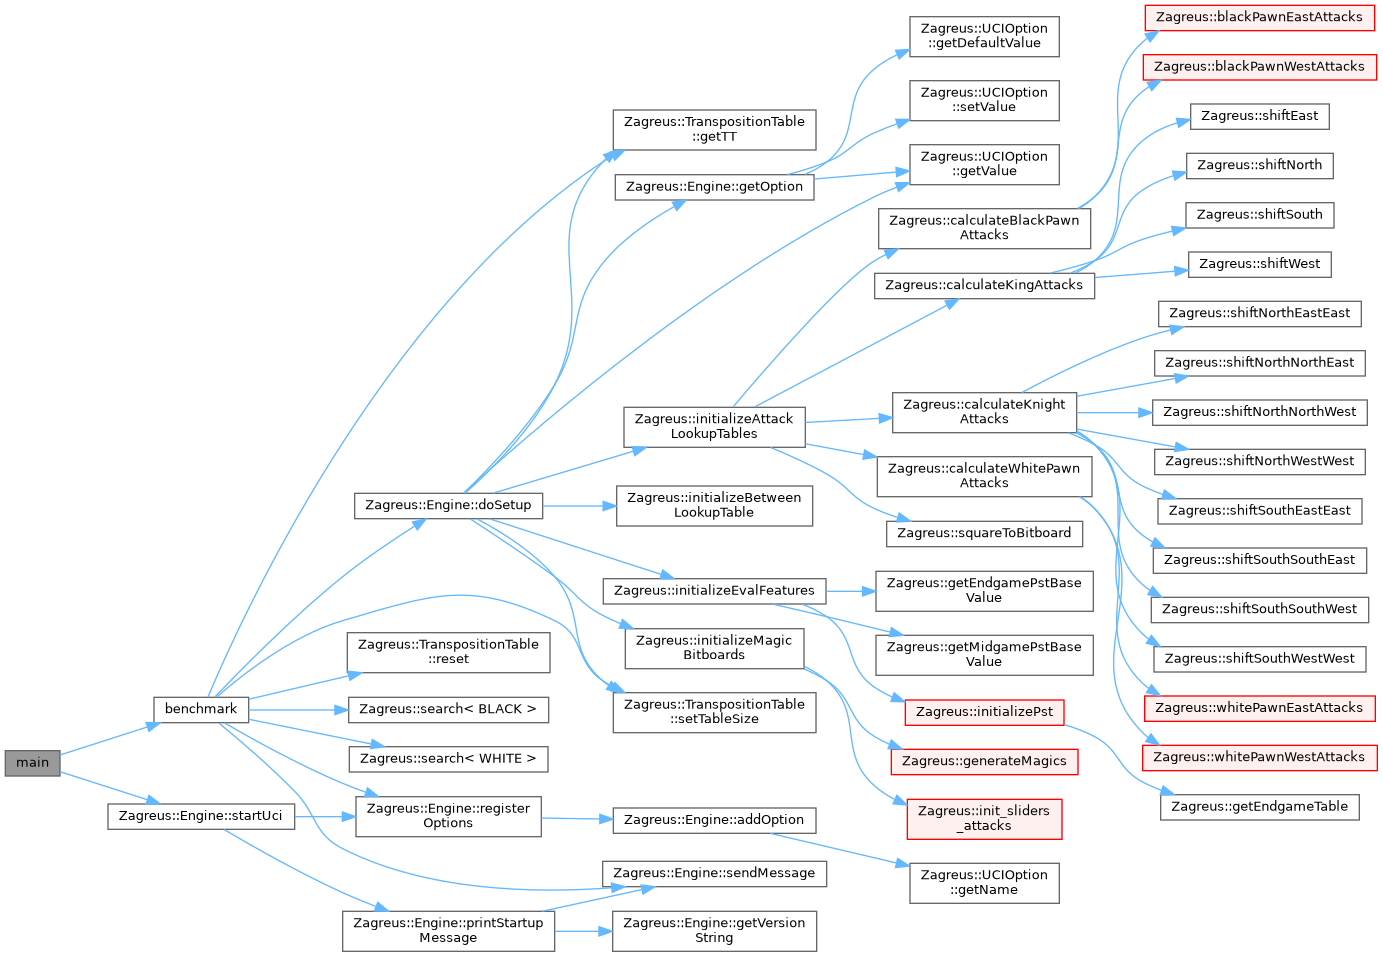 main
benchmark
Zagreus::Engine::startUci
Zagreus::Engine::doSetup
Zagreus::TranspositionTable
::reset
Zagreus::search< BLACK >
Zagreus::search< WHITE >
Zagreus::Engine::register
Options
Zagreus::Engine::printStartup
Message
Zagreus::TranspositionTable
::getTT
Zagreus::Engine::getOption
Zagreus::initializeAttack
LookupTables
Zagreus::initializeBetween
LookupTable
Zagreus::initializeEvalFeatures
Zagreus::initializeMagic
Bitboards
Zagreus::TranspositionTable
::setTableSize
Zagreus::Engine::addOption
Zagreus::Engine::sendMessage
Zagreus::Engine::getVersion
String
Zagreus::UCIOption
::getDefaultValue
Zagreus::UCIOption
::setValue
Zagreus::UCIOption
::getValue
Zagreus::calculateBlackPawn
Attacks
Zagreus::calculateKingAttacks
Zagreus::calculateKnight
Attacks
Zagreus::calculateWhitePawn
Attacks
Zagreus::squareToBitboard
Zagreus::getEndgamePstBase
Value
Zagreus::getMidgamePstBase
Value
Zagreus::initializePst
Zagreus::generateMagics
Zagreus::init_sliders
_attacks
Zagreus::UCIOption
::getName
Zagreus::blackPawnEastAttacks
Zagreus::blackPawnWestAttacks
Zagreus::shiftEast
Zagreus::shiftNorth
Zagreus::shiftSouth
Zagreus::shiftWest
Zagreus::shiftNorthEastEast
Zagreus::shiftNorthNorthEast
Zagreus::shiftNorthNorthWest
Zagreus::shiftNorthWestWest
Zagreus::shiftSouthEastEast
Zagreus::shiftSouthSouthEast
Zagreus::shiftSouthSouthWest
Zagreus::shiftSouthWestWest
Zagreus::whitePawnEastAttacks
Zagreus::whitePawnWestAttacks
Zagreus::getEndgameTable